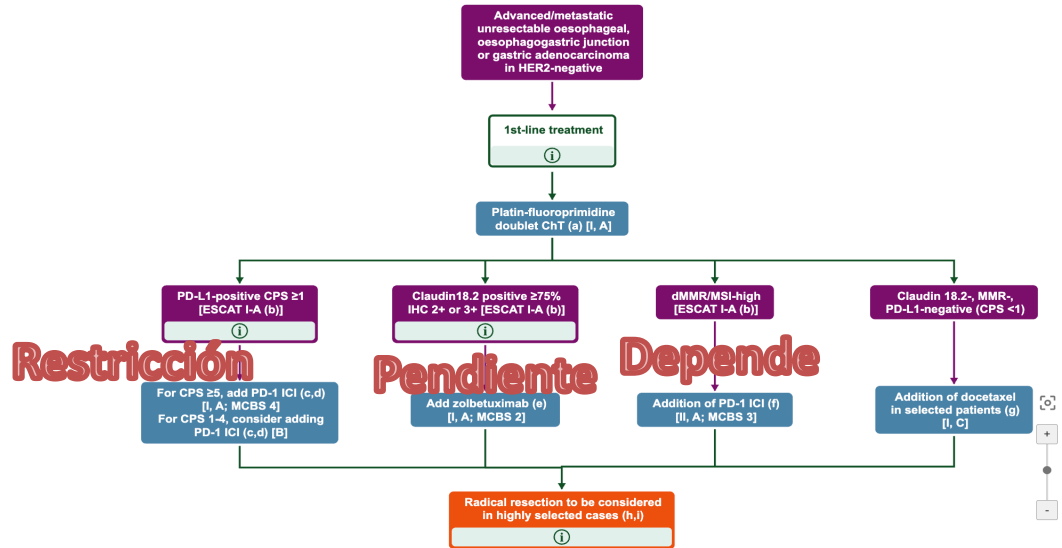 Advanced/metastatic
unresectable oesophageal,
oesophagogastric junction
or gastric adenocarcinoma
in HER2-negative
1st-line treatment
i
Platin-fluoroprimidine
doublet ChT (a) [I, A]
PD-L1-positive CPS ≥1
[ESCAT I-A (b)]
i
Claudin18.2 positive ≥75%
IHC 2+ or 3+ [ESCAT I-A (b)]
i
dMMR/MSI-high
[ESCAT I-A (b)]
Claudin 18.2-, MMR-,
PD-L1-negative (CPS <1)
Restricción
Pendiente
Depende
For CPS ≥5, add PD-1 ICI (c,d)
[I, A; MCBS 4]
For CPS 1-4, consider adding
PD-1 ICI (c,d) [B]
Add zolbetuximab (e)
[I, A; MCBS 2]
Addition of PD-1 ICI (f)
[II, A; MCBS 3]
Addition of docetaxel
in selected patients (g)
[I, C]
+
-
Radical resection to be considered
in highly selected cases (h,i)
i